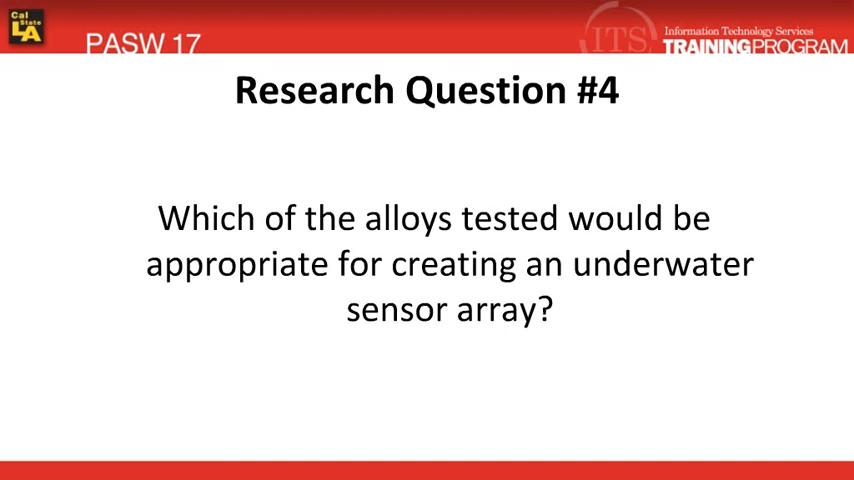 Cal
State
LA
PASW 17
ITS
Information Technology Services
TRAININGPROGRAM
Research Question #4
Which of the alloys tested would be
appropriate for creating an underwater
sensor array?